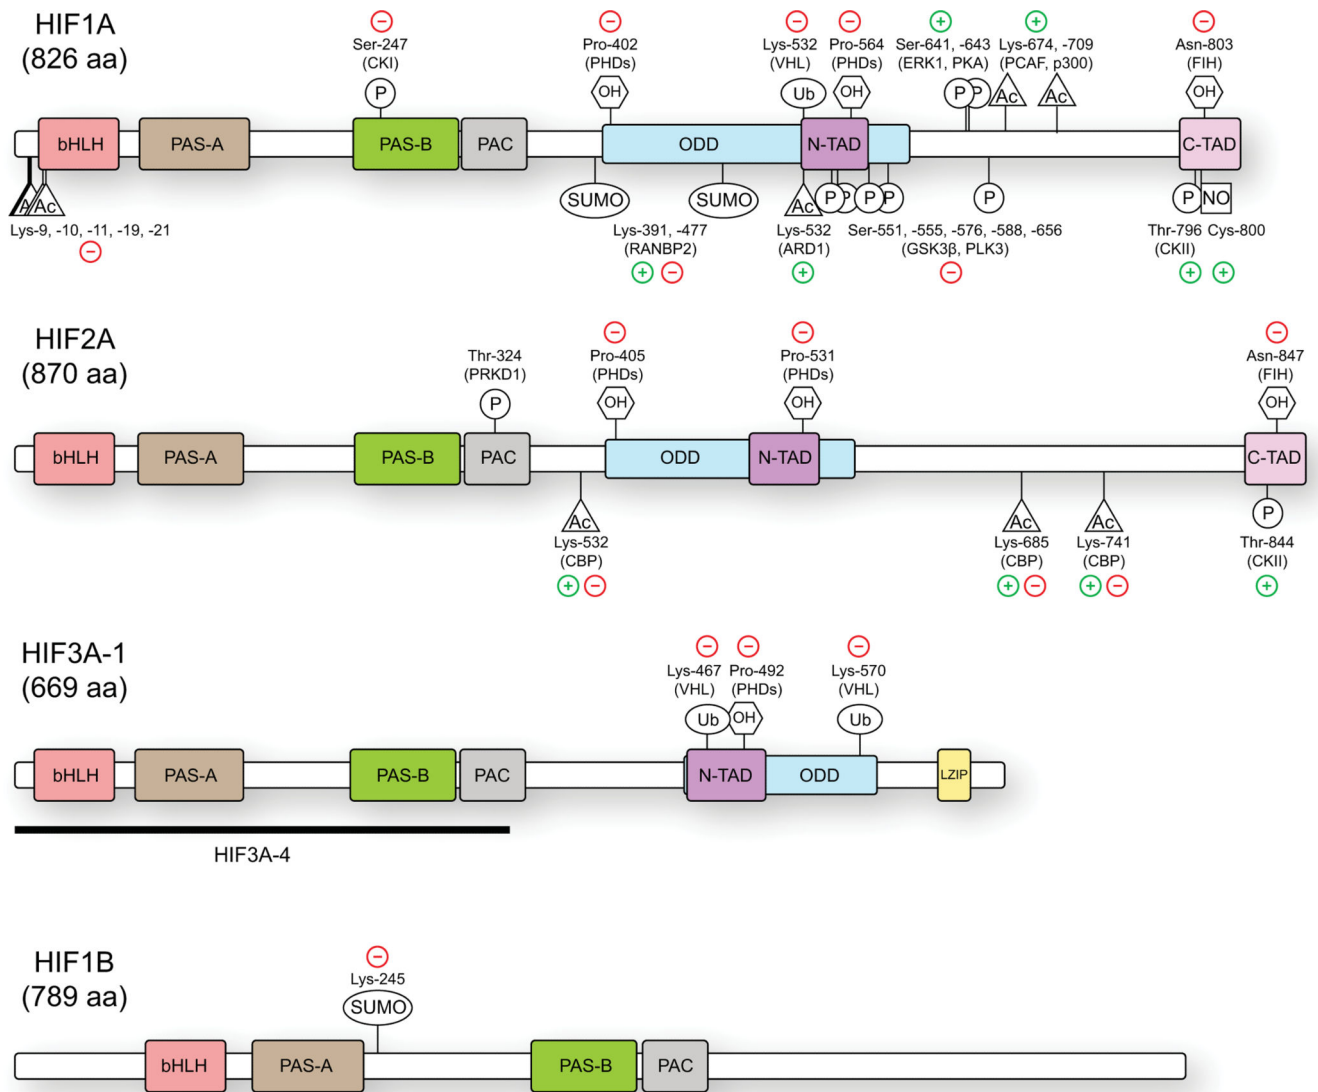 HIF1A
(826 aa)
Ser-247
(CKI)
Pro-402
(PHDs)
Lys-532
(VHL)
Pro-564
(PHDs)
Ser-641, -643
(ERK1, PKA)
Lys-674, -709
(PCAF, p300)
Asn-803
(FIH)
P
OH
Ub
OH
P
P
Ac
Ac
OH
bHLH
PAS-A
PAS-B
PAC
ODD
N-TAD
C-TAD
Ac
SUMO
SUMO
Ac
P
P
P
P
P
P
NO
Lys-9, -10, -11, -19, -21
Lys-391, -477
(RANBP2)
Lys-532
(ARD1)
Ser-551, -555, -576, -588, -656
(GSK3β, PLK3)
Thr-796
(CKII)
Cys-800
HIF2A
(870 aa)
Thr-324
(PRKD1)
Pro-405
(PHDs)
Pro-531
(PHDs)
Asn-847
(FIH)
P
OH
OH
OH
bHLH
PAS-A
PAS-B
PAC
ODD
N-TAD
C-TAD
Ac
Ac
Ac
P
Lys-532
(CBP)
Lys-685
(CBP)
Lys-741
(CBP)
Thr-844
(CKII)
HIF3A-1
(669 aa)
Lys-467
(VHL)
Pro-492
(PHDs)
Lys-570
(VHL)
Ub
OH
Ub
bHLH
PAS-A
PAS-B
PAC
N-TAD
ODD
LZIP
HIF3A-4
HIF1B
(789 aa)
Lys-245
SUMO
bHLH
PAS-A
PAS-B
PAC